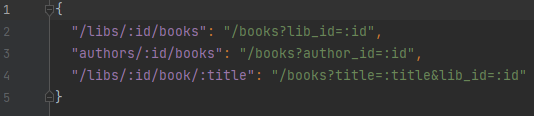 1 {
2 "/libs/:id/books": "/books?lib_id=:id",
3 "authors/:id/books": "/books?author_id=:id",
4 "/libs/:id/book/:title": "/books?title=:title&lib_id=:id"
5 }